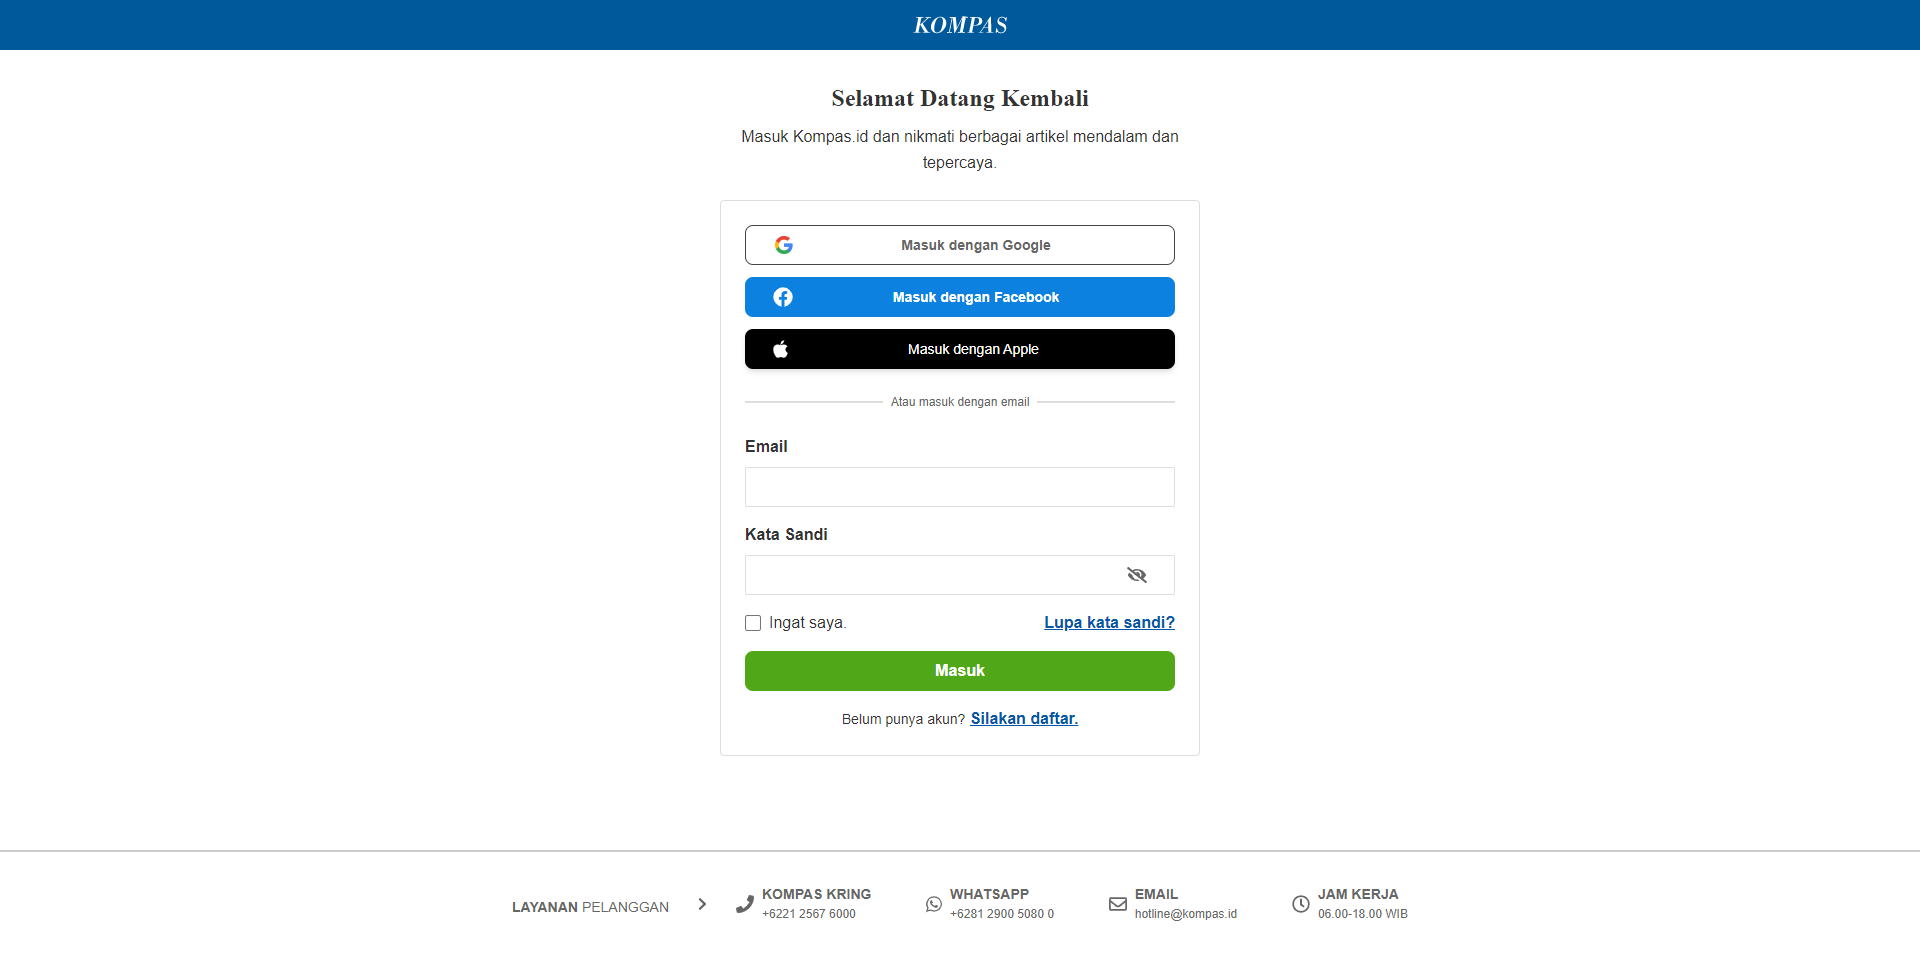 KOMPAS
Selamat Datang Kembali
Masuk Kompas.id dan nikmati berbagai artikel mendalam dan
tepercaya.
Masuk dengan Google
Masuk dengan Facebook
Masuk dengan Apple
Atau masuk dengan email
Email
Kata Sandi
Ingat saya.
Lupa kata sandi?
Masuk
Belum punya akun? Silakan daftar.
LAYANAN PELANGGAN
KOMPAS KRING
+6221 2567 6000
WHATSAPP
+6281 2900 5080 0
EMAIL
hotline@kompas.id
JAM KERJA
06.00-18.00 WIB